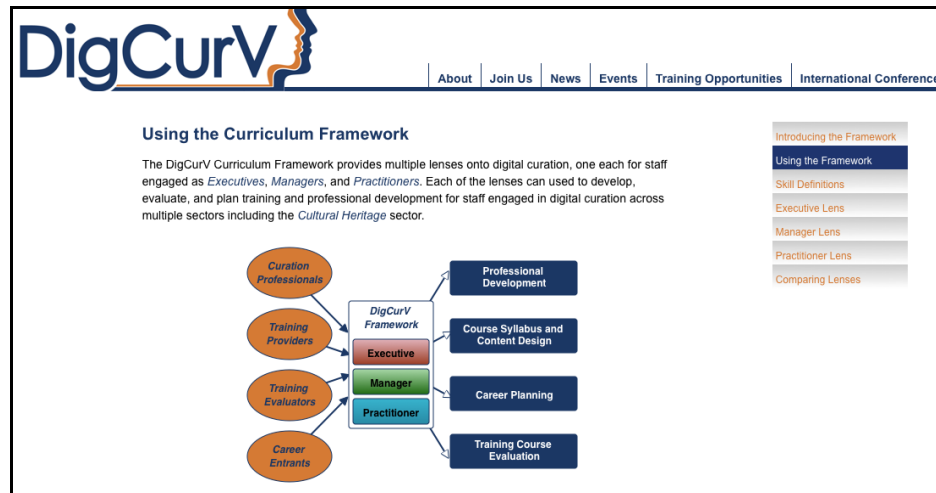 DigCurV
About
Join Us
News
Events
Training Opportunities
International Conference
Using the Curriculum Framework
The DigCurV Curriculum Framework provides multiple lenses onto digital curation, one each for staff
engaged as Executives, Managers, and Practitioners. Each of the lenses can used to develop,
evaluate, and plan training and professional development for staff engaged in digital curation across
multiple sectors including the Cultural Heritage sector.
Introducing the Framework
Using the Framework
Skill Definitions
Executive Lens
Manager Lens
Practitioner Lens
Comparing Lenses
Curation
Professionals
Training
Providers
Training
Evaluators
Career
Entrants
DigCurV
Framework
Executive
Manager
Practitioner
Professional
Development
Course Syllabus and
Content Design
Career Planning
Training Course
Evaluation